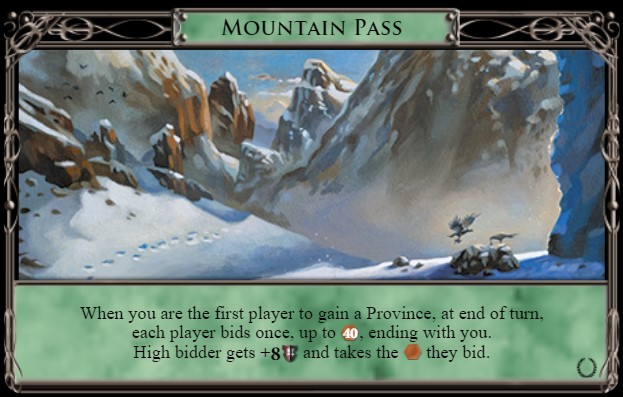 MOUNTAIN PASS
When you are the first player to gain a Province, at end of turn,
each player bids once, up to 40, ending with you.
High bidder gets +8 and takes the they bid.